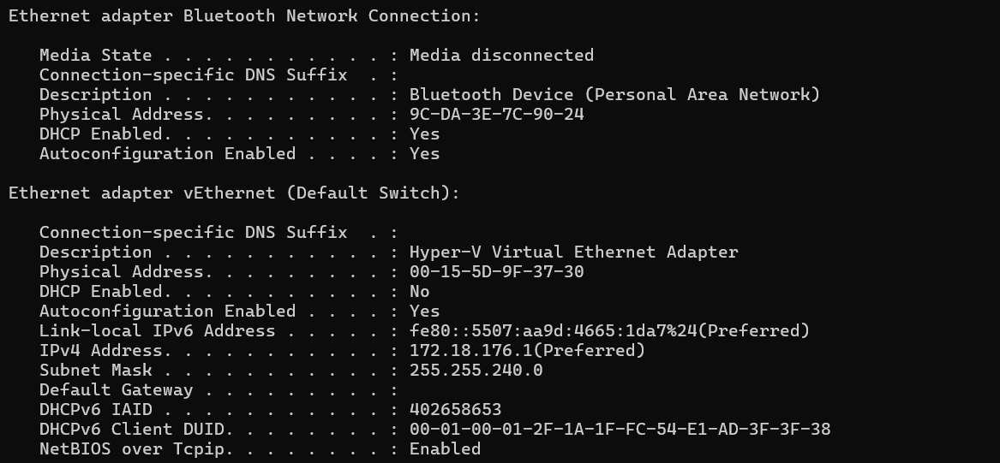 Ethernet adapter Bluetooth Network Connection:
Media State . . . . . . . . . . . : Media disconnected
Connection-specific DNS Suffix  . :
Description . . . . . . . . . . . : Bluetooth Device (Personal Area Network)
Physical Address. . . . . . . . . : 9C-DA-3E-7C-90-24
DHCP Enabled. . . . . . . . . . . : Yes
Autoconfiguration Enabled . . . . : Yes
Ethernet adapter vEthernet (Default Switch):
Connection-specific DNS Suffix  . :
Description . . . . . . . . . . . : Hyper-V Virtual Ethernet Adapter
Physical Address. . . . . . . . . : 00-15-5D-9F-37-30
DHCP Enabled. . . . . . . . . . . : No
Autoconfiguration Enabled . . . . : Yes
Link-local IPv6 Address . . . . . : fe80::5507:aa9d:4665:1da7%24(Preferred)
IPv4 Address. . . . . . . . . . . : 172.18.176.1(Preferred)
Subnet Mask . . . . . . . . . . . : 255.255.240.0
Default Gateway . . . . . . . . . :
DHCPv6 IAID . . . . . . . . . . . : 402658653
DHCPv6 Client DUID. . . . . . . . : 00-01-00-01-2F-1A-1F-FC-54-E1-AD-3F-3F-38
NetBIOS over Tcpip. . . . . . . . : Enabled